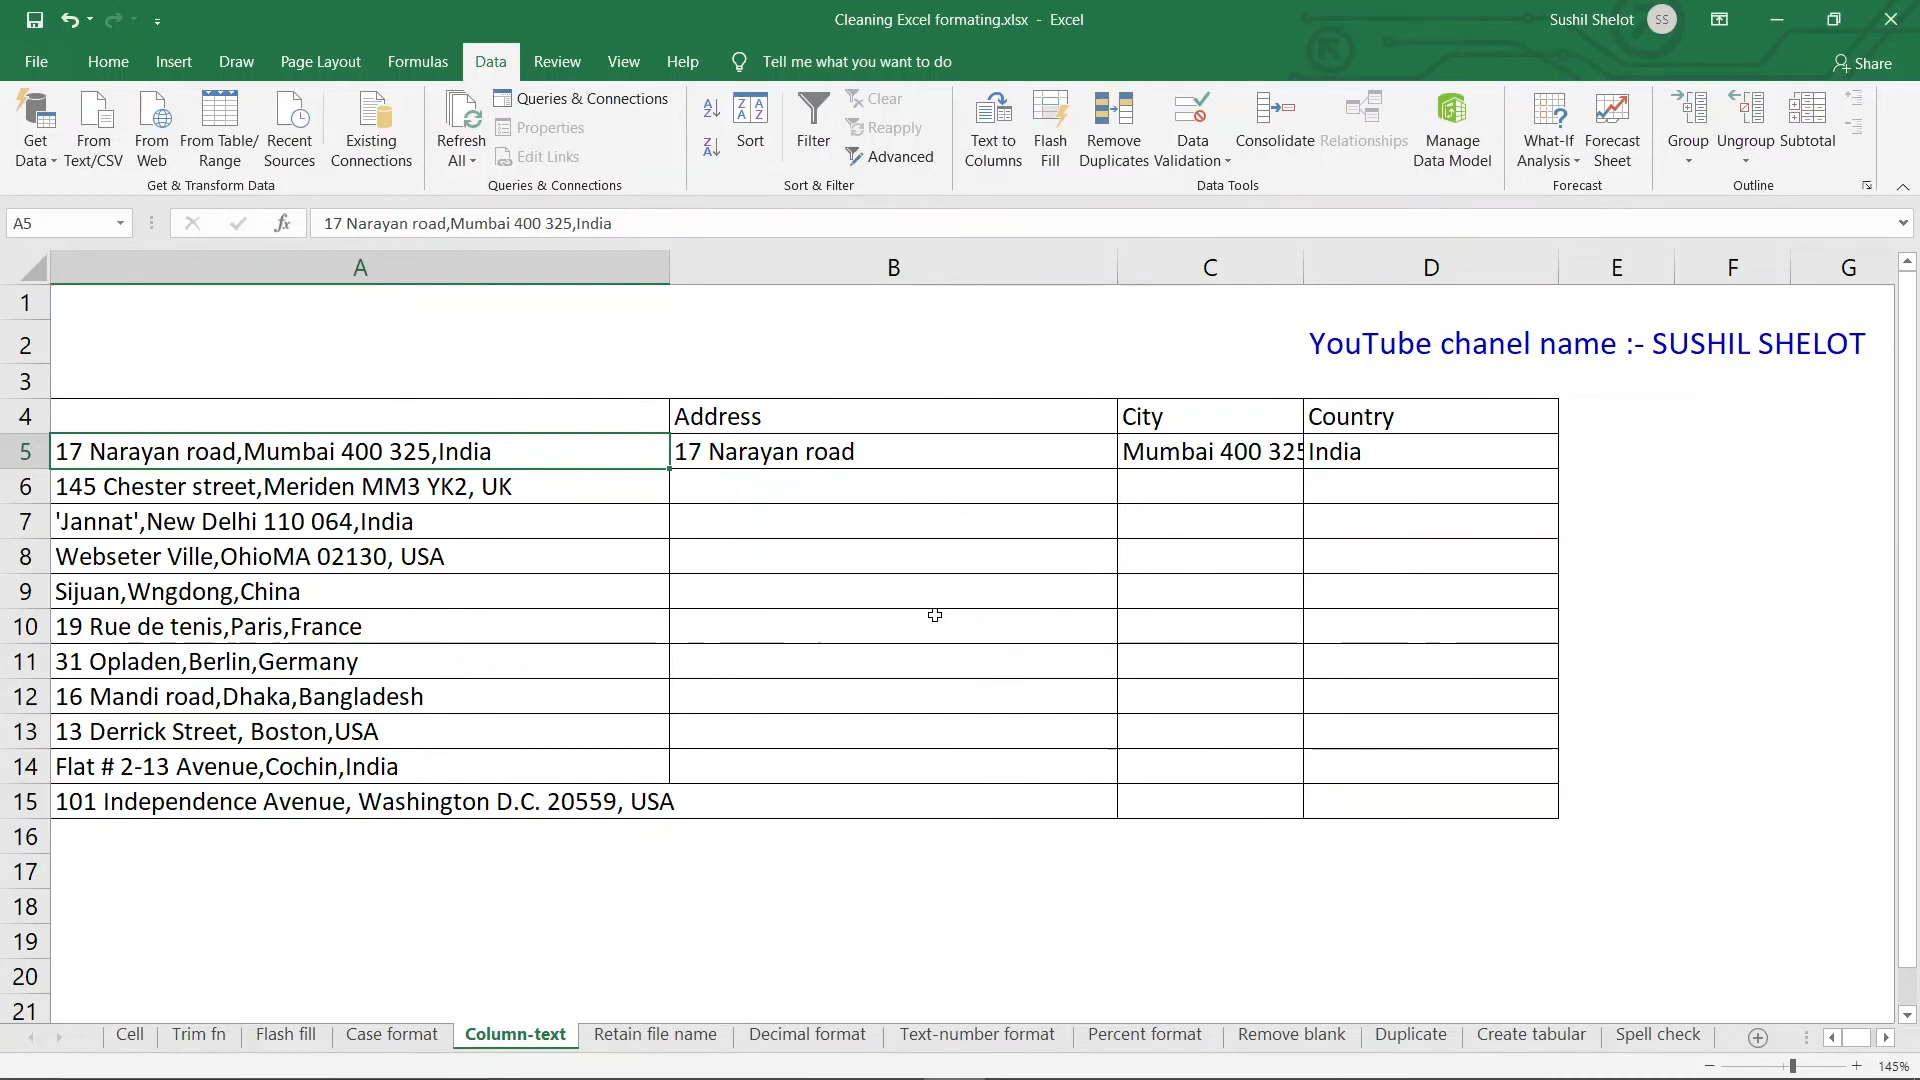 Cleaning Excel formating.xlsx - Excel
Sushil Shelot SS
File Home Insert Draw Page Layout Formulas Data Review View Help Tell me what you want to do Share
Get Data
From Text/CSV
From Web
From Table/ Range
Recent Sources
Existing Connections
Get & Transform Data
Refresh All
Queries & Connections
Properties
Edit Links
Queries & Connections
Sort
Filter
Clear
Reapply
Advanced
Sort & Filter
Text to Columns
Flash Fill
Remove Duplicates
Data Validation
Consolidate
Relationships
Manage Data Model
Data Tools
What-If Analysis
Forecast Sheet
Forecast
Group
Ungroup
Subtotal
Outline
A5 fx 17 Narayan road,Mumbai 400 325,India
A B C D E F G
1
2 YouTube chanel name :- SUSHIL SHELOT
3
4 Address City Country
5 17 Narayan road,Mumbai 400 325,India 17 Narayan road Mumbai 400 325 India
6 145 Chester street,Meriden MM3 YK2, UK
7 'Jannat',New Delhi 110 064,India
8 Webseter Ville,OhioMA 02130, USA
9 Sijuan,Wngdong,China
10 19 Rue de tenis,Paris,France
11 31 Opladen,Berlin,Germany
12 16 Mandi road,Dhaka,Bangladesh
13 13 Derrick Street, Boston,USA
14 Flat # 2-13 Avenue,Cochin,India
15 101 Independence Avenue, Washington D.C. 20559, USA
16
17
18
19
20
21
Cell Trim fn Flash fill Case format Column-text Retain file name Decimal format Text-number format Percent format Remove blank Duplicate Create tabular Spell check
145%